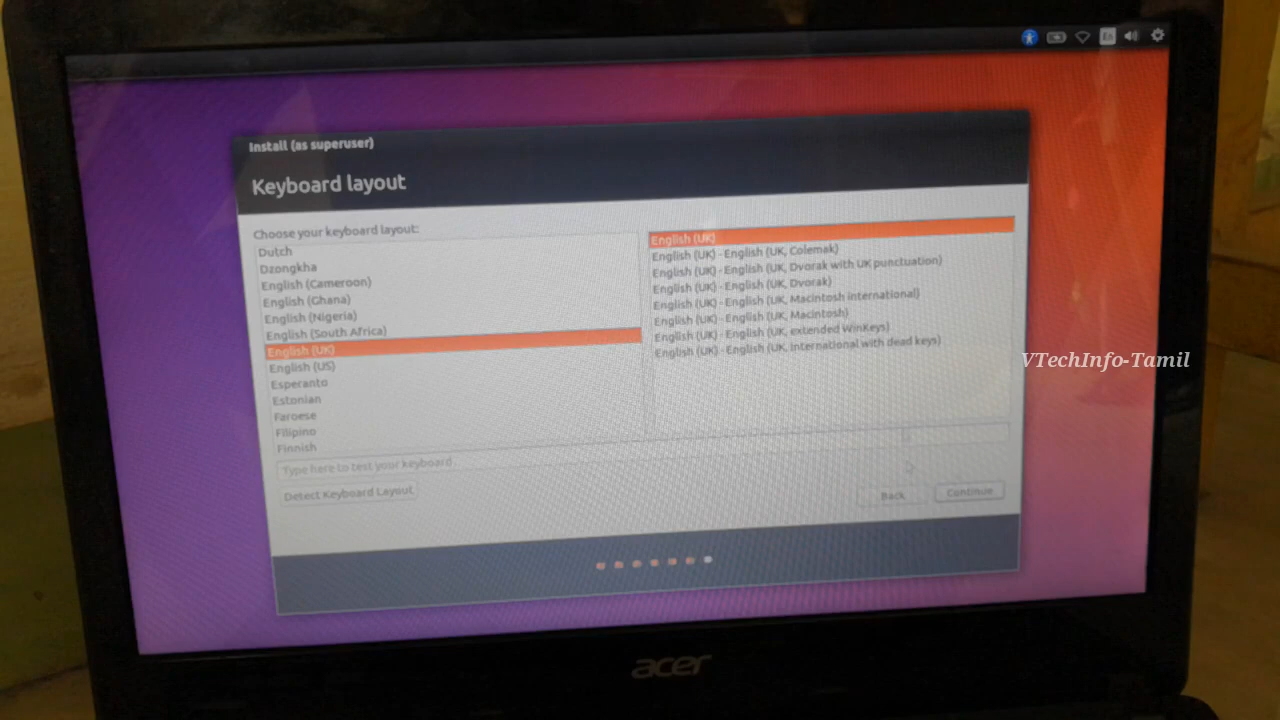 En
Install (as superuser)
Keyboard layout
Choose your keyboard layout:
Dutch
Dzongkha
English (Cameroon)
English (Ghana)
English (Nigeria)
English (South Africa)
English (UK)
English (US)
Esperanto
Estonian
Faroese
Filipino
Finnish
English (UK)
English (UK) - English (UK, Colemak)
English (UK) - English (UK, Dvorak with UK punctuation)
English (UK) - English (UK, Dvorak)
English (UK) - English (UK, Macintosh international)
English (UK) - English (UK, Macintosh)
English (UK) - English (UK, extended WinKeys)
English (UK) - English (UK, international with dead keys)
VTechInfo-Tamil
Type here to test your keyboard
Detect Keyboard Layout
Back
Continue
acer